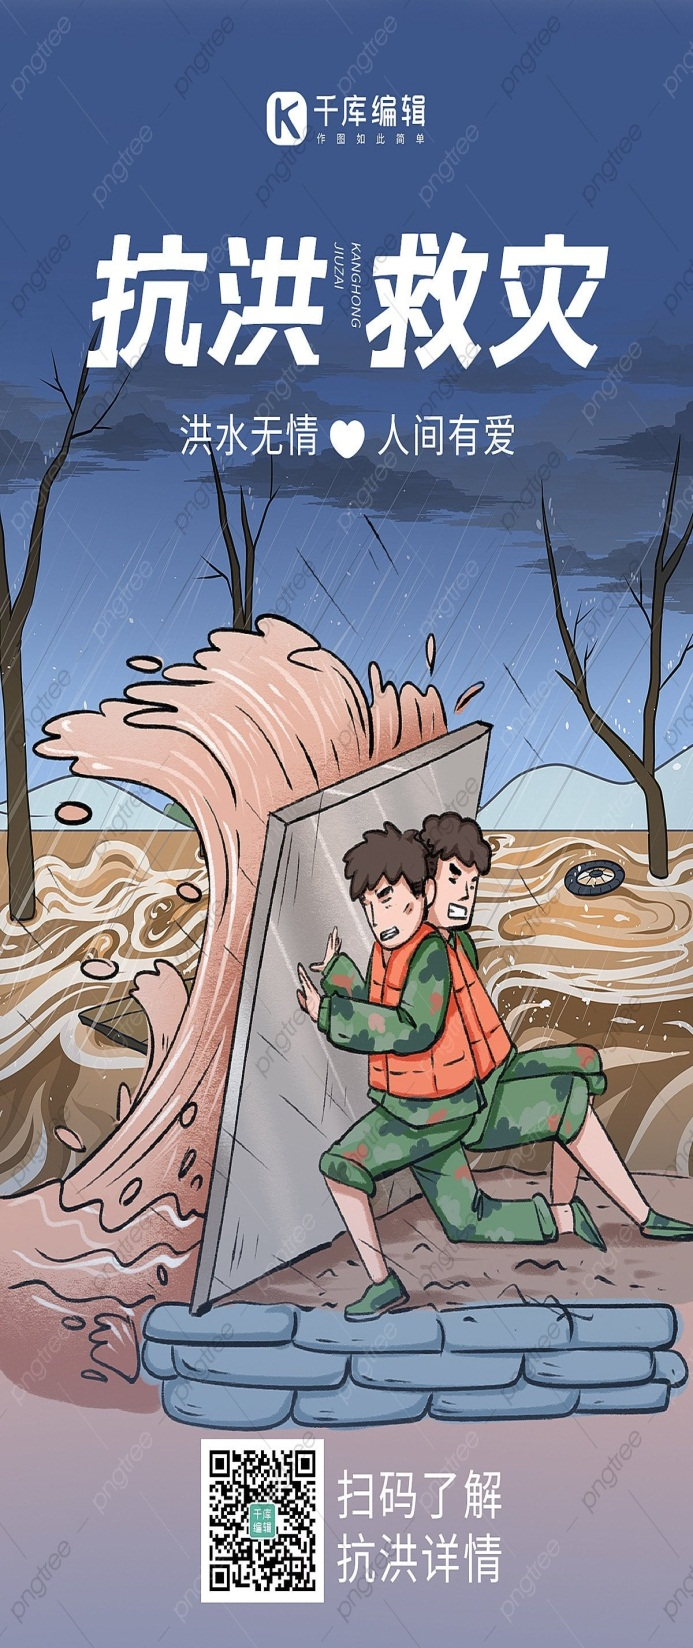 千库编辑
作图如此简单
抗洪 救灾
KANGHONG
JIUZAI
洪水无情 人间有爱
千库
编辑
扫码了解
抗洪详情
pngtree